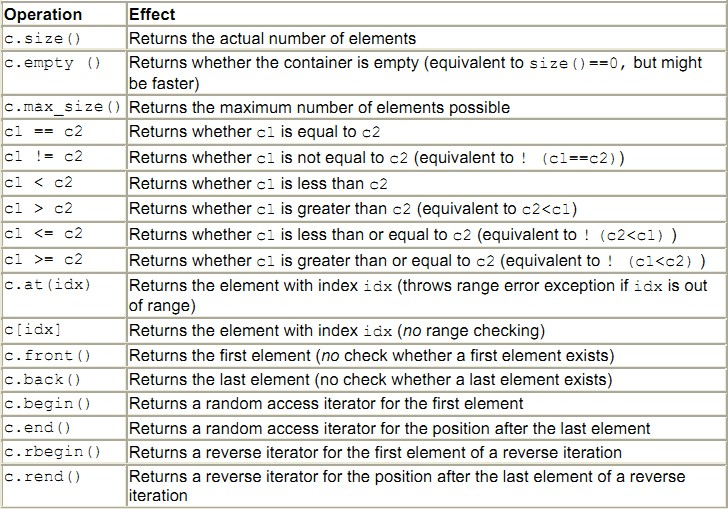 Operation Effect
c.size() Returns the actual number of elements
c.empty () Returns whether the container is empty (equivalent to size()==0, but might
be faster)
c.max_size() Returns the maximum number of elements possible
c1 == c2 Returns whether c1 is equal to c2
c1 != c2 Returns whether c1 is not equal to c2 (equivalent to ! (c1==c2))
c1 < c2 Returns whether c1 is less than c2
c1 > c2 Returns whether c1 is greater than c2 (equivalent to c2<c1)
c1 <= c2 Returns whether c1 is less than or equal to c2 (equivalent to ! (c2<c1) )
c1 >= c2 Returns whether c1 is greater than or equal to c2 (equivalent to ! (c1<c2) )
c.at(idx) Returns the element with index idx (throws range error exception if idx is out
of range)
c[idx] Returns the element with index idx (no range checking)
c.front() Returns the first element (no check whether a first element exists)
c.back() Returns the last element (no check whether a last element exists)
c.begin() Returns a random access iterator for the first element
c.end() Returns a random access iterator for the position after the last element
c.rbegin() Returns a reverse iterator for the first element of a reverse iteration
c.rend() Returns a reverse iterator for the position after the last element of a reverse
iteration